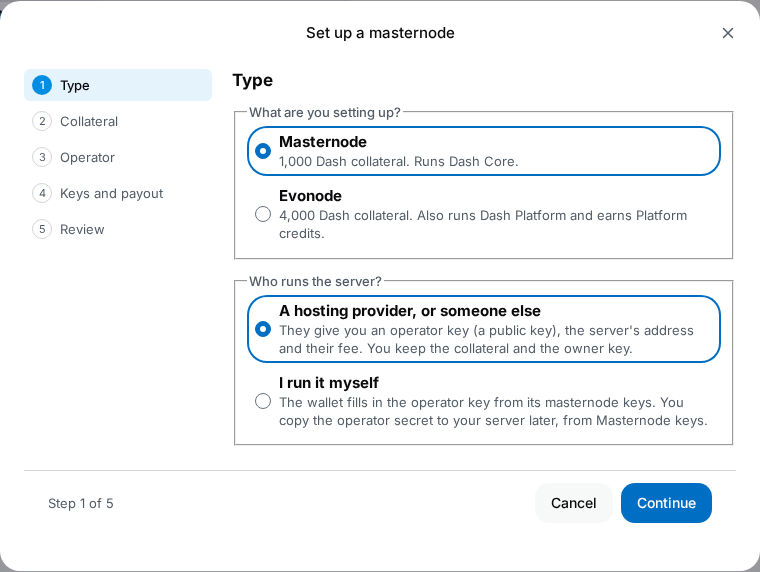 Set up a masternode
1 Type
2 Collateral
3 Operator
4 Keys and payout
5 Review
Type
What are you setting up?
Masternode
1,000 Dash collateral. Runs Dash Core.
Evonode
4,000 Dash collateral. Also runs Dash Platform and earns Platform
credits.
Who runs the server?
A hosting provider, or someone else
They give you an operator key (a public key), the server's address
and their fee. You keep the collateral and the owner key.
I run it myself
The wallet fills in the operator key from its masternode keys. You
copy the operator secret to your server later, from Masternode keys.
Step 1 of 5
Cancel
Continue